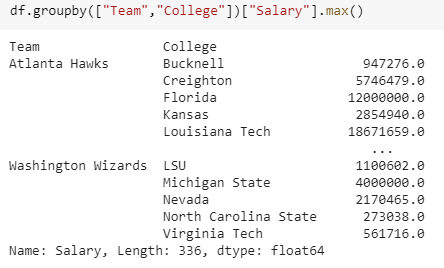 df.groupby(["Team","College"])["Salary"].max()
Team                College
Atlanta Hawks       Bucknell                  947276.0
                    Creighton                5746479.0
                    Florida                 12000000.0
                    Kansas                   2854940.0
                    Louisiana Tech          18671659.0
                                               ...
Washington Wizards  LSU                      1100602.0
                    Michigan State           4000000.0
                    Nevada                   2170465.0
                    North Carolina State      273038.0
                    Virginia Tech             561716.0
Name: Salary, Length: 336, dtype: float64